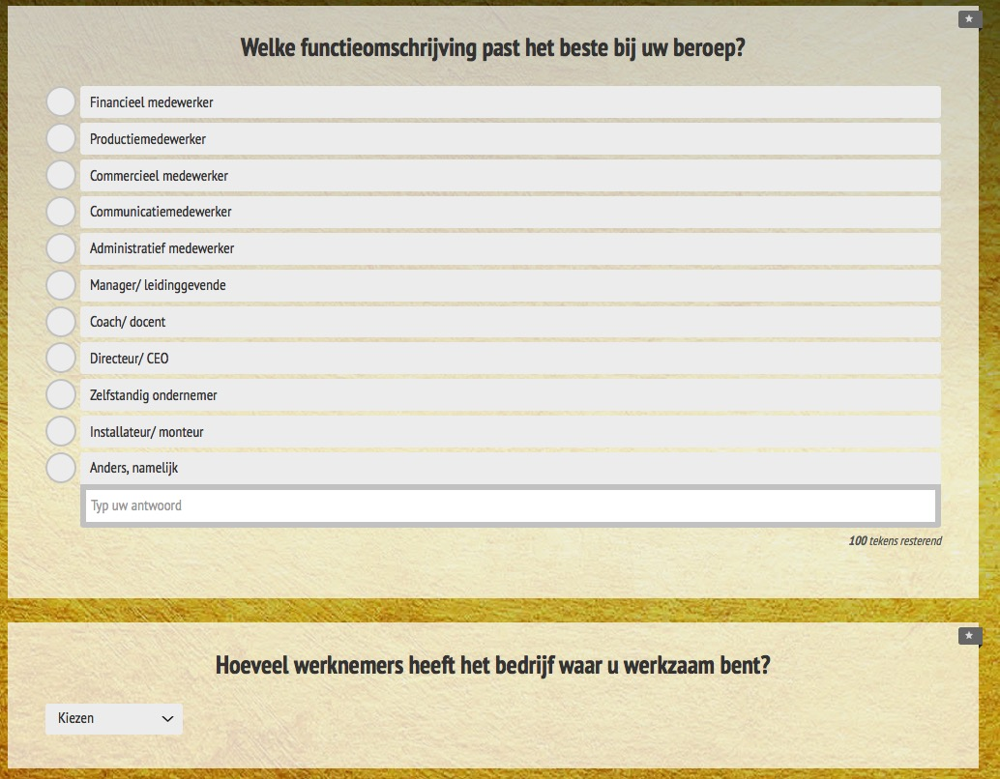 Welke functieomschrijving past het beste bij uw beroep?
Financieel medewerker
Productiemedewerker
Commercieel medewerker
Communicatiemedewerker
Administratief medewerker
Manager/ leidinggevende
Coach/ docent
Directeur/ CEO
Zelfstandig ondernemer
Installateur/ monteur
Anders, namelijk
Typ uw antwoord
100 tekens resterend
Hoeveel werknemers heeft het bedrijf waar u werkzaam bent?
Kiezen